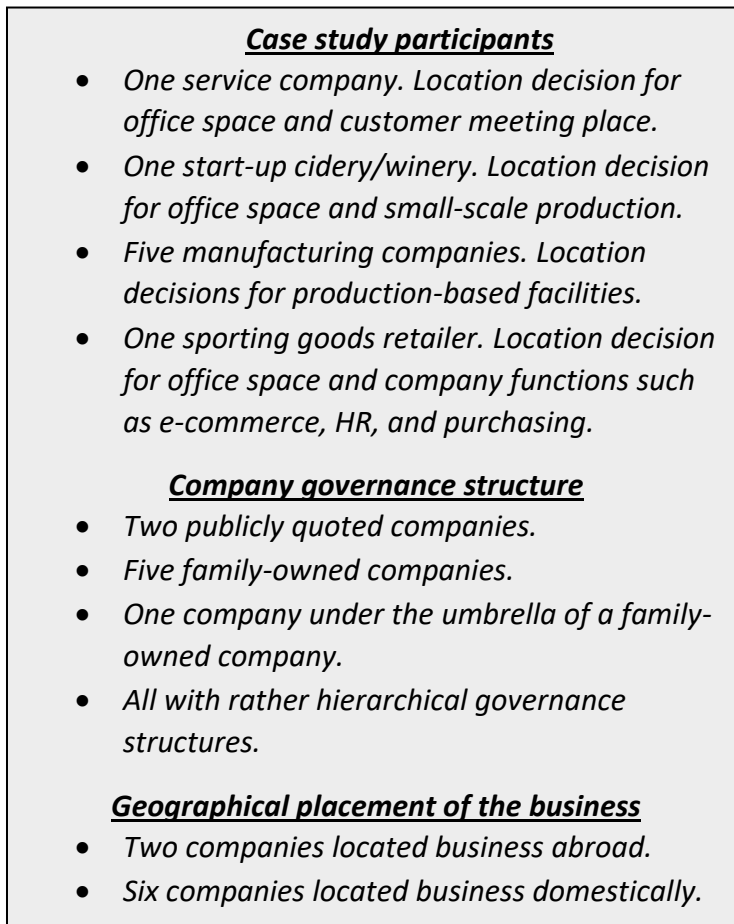 Case study participants
• One service company. Location decision for
office space and customer meeting place.
• One start-up cidery/winery. Location decision
for office space and small-scale production.
• Five manufacturing companies. Location
decisions for production-based facilities.
• One sporting goods retailer. Location decision
for office space and company functions such
as e-commerce, HR, and purchasing.
Company governance structure
• Two publicly quoted companies.
• Five family-owned companies.
• One company under the umbrella of a family-
owned company.
• All with rather hierarchical governance
structures.
Geographical placement of the business
• Two companies located business abroad.
• Six companies located business domestically.